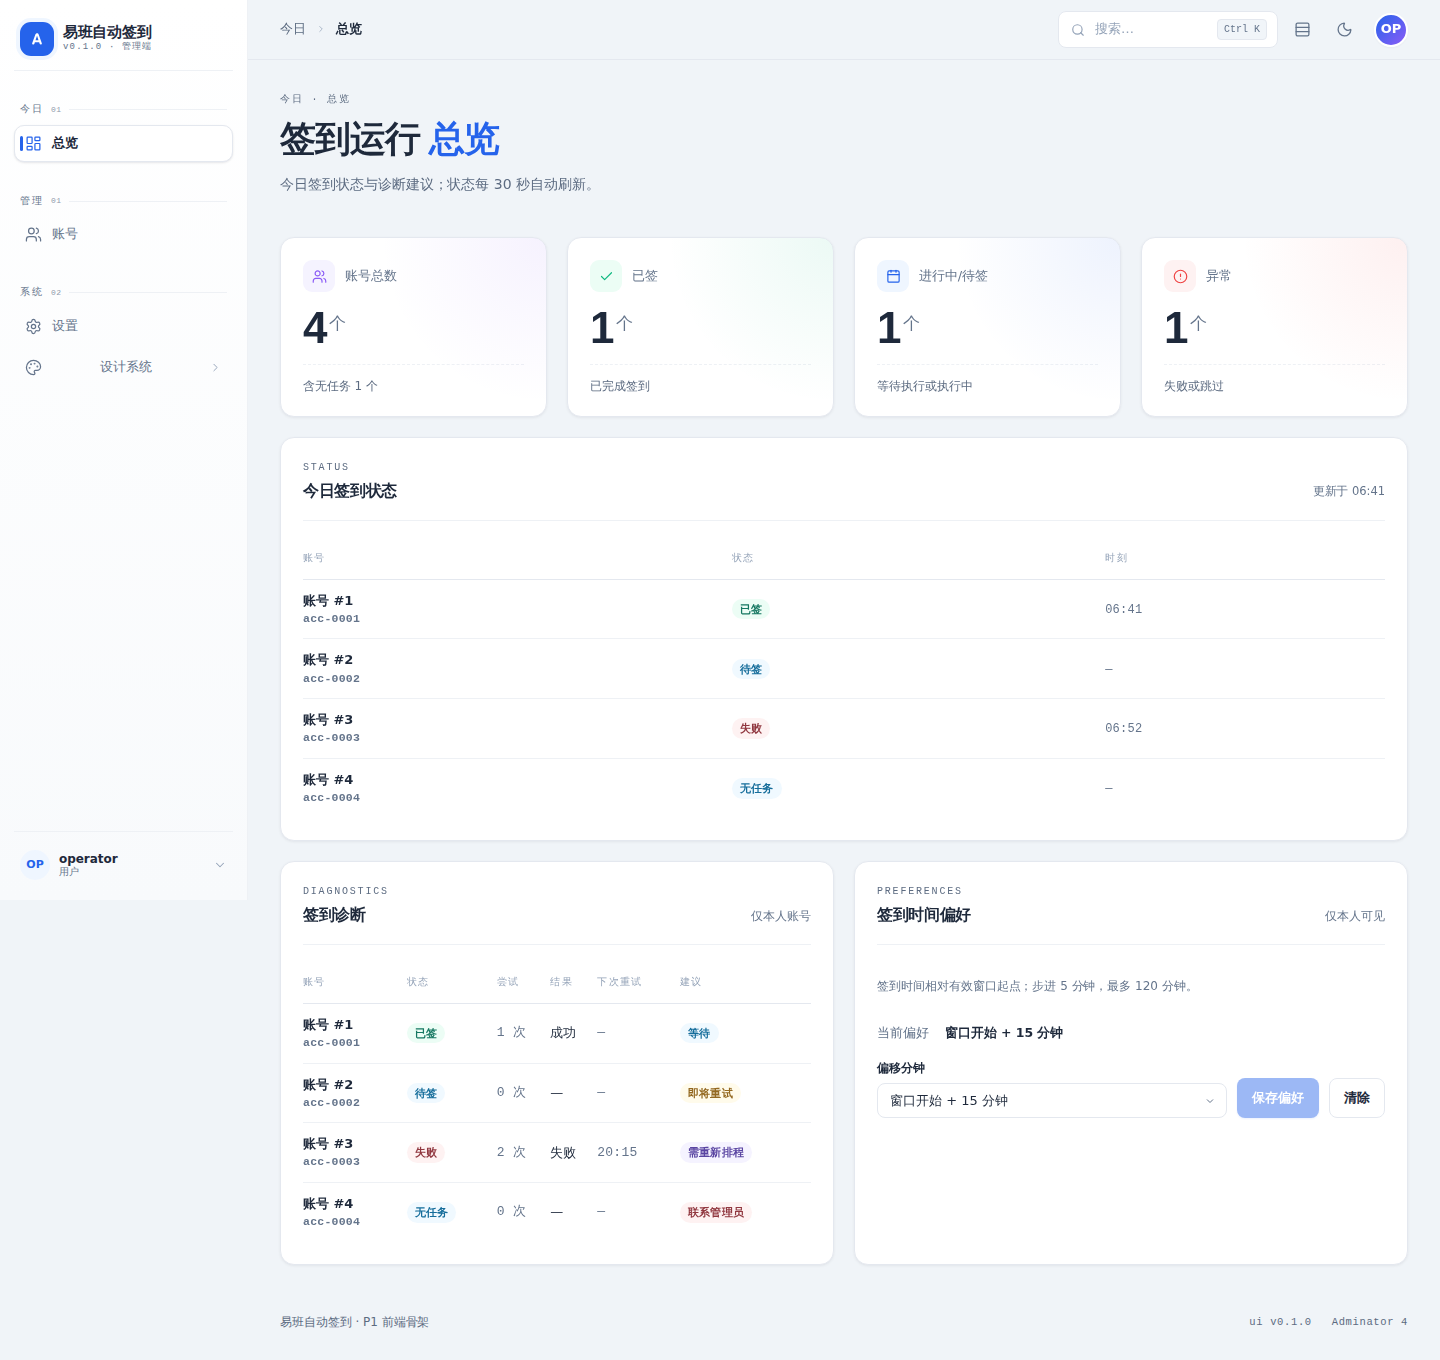 A
易班自动签到
v0.1.0 · 管理端
今日 01
总览
管理 01
账号
系统 02
设置
设计系统
OP operator
用户
今日 › 总览
搜索… Ctrl K
OP
今日 · 总览
签到运行 总览
今日签到状态与诊断建议；状态每 30 秒自动刷新。
账号总数
4个
含无任务 1 个
已签
1个
已完成签到
进行中/待签
1个
等待执行或执行中
异常
1个
失败或跳过
STATUS
今日签到状态 更新于 06:41
账号 状态 时刻
账号 #1 已签 06:41
acc-0001
账号 #2 待签 —
acc-0002
账号 #3 失败 06:52
acc-0003
账号 #4 无任务 —
acc-0004
DIAGNOSTICS
签到诊断 仅本人账号
账号 状态 尝试 结果 下次重试 建议
账号 #1 已签 1 次 成功 — 等待
acc-0001
账号 #2 待签 0 次 — — 即将重试
acc-0002
账号 #3 失败 2 次 失败 20:15 需重新排程
acc-0003
账号 #4 无任务 0 次 — — 联系管理员
acc-0004
PREFERENCES
签到时间偏好 仅本人可见
签到时间相对有效窗口起点；步进 5 分钟，最多 120 分钟。
当前偏好 窗口开始 + 15 分钟
偏移分钟
窗口开始 + 15 分钟 保存偏好 清除
易班自动签到 · P1 前端骨架 ui v0.1.0 Adminator 4